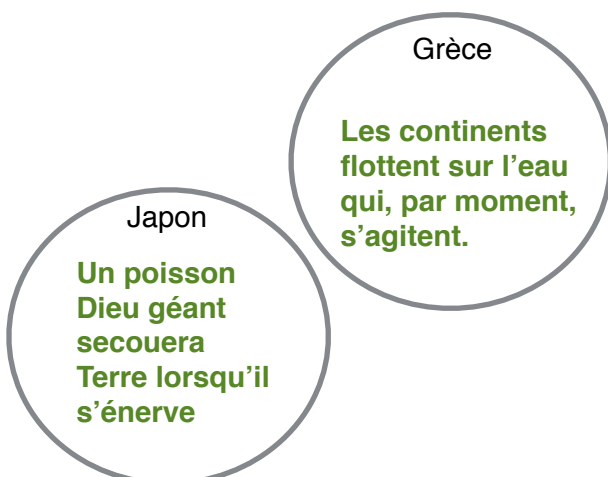 Grèce
Les continents
flottent sur l’eau
qui, par moment,
s’agitent.
Japon
Un poisson
Dieu géant
secouera
Terre lorsqu’il
s’énerve